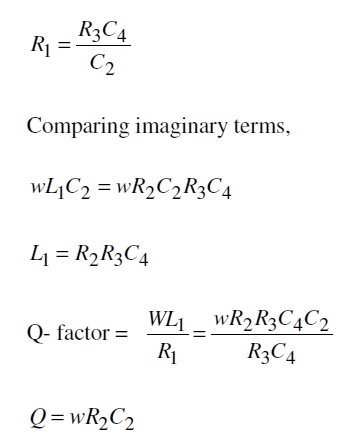 R₁ = R₃C₄ / C₂
Comparing imaginary terms,
wL₁C₂ = wR₂C₂R₃C₄
L₁ = R₂R₃C₄
Q- factor = WL₁ / R₁ = wR₂R₃C₄C₂ / R₃C₄
Q = wR₂C₂